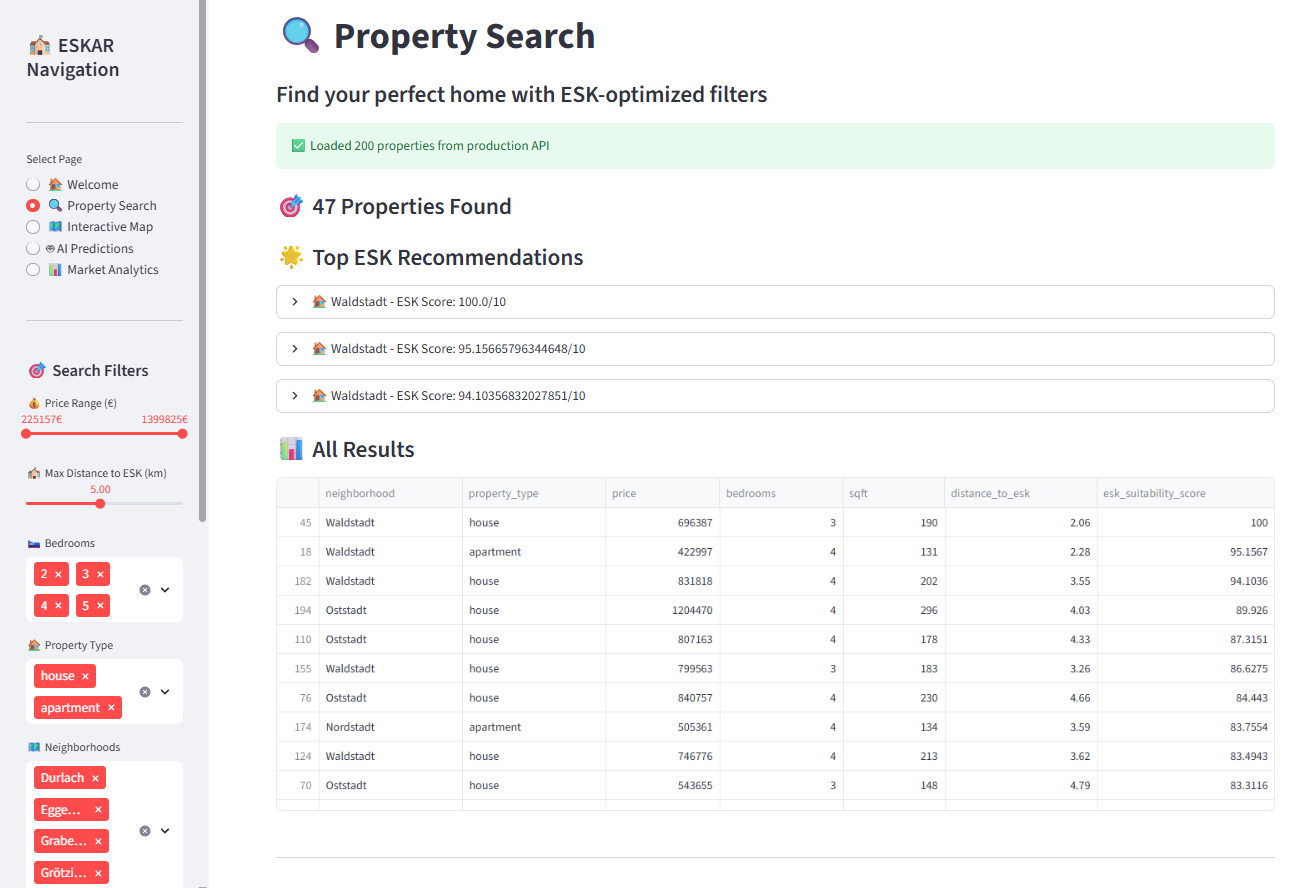 ESKAR
Navigation
Select Page
Welcome
Property Search
Interactive Map
AI Predictions
Market Analytics
Search Filters
Price Range (€)
225157€ 1399825€
Max Distance to ESK (km)
5.00
Bedrooms
2 × 3 ×
4 × 5 ×
Property Type
house ×
apartment ×
Neighborhoods
Durlach ×
Egge... ×
Grabe... ×
Grötzi... ×
Property Search
Find your perfect home with ESK-optimized filters
Loaded 200 properties from production API
47 Properties Found
Top ESK Recommendations
Waldstadt - ESK Score: 100.0/10
Waldstadt - ESK Score: 95.15665796344648/10
Waldstadt - ESK Score: 94.10356832027851/10
All Results
neighborhood property_type price bedrooms sqft distance_to_esk esk_suitability_score
45 Waldstadt house 696387 3 190 2.06 100
18 Waldstadt apartment 422997 4 131 2.28 95.1567
182 Waldstadt house 831818 4 202 3.55 94.1036
194 Oststadt house 1204470 4 296 4.03 89.926
110 Oststadt house 807163 4 178 4.33 87.3151
155 Waldstadt house 799563 3 183 3.26 86.6275
76 Oststadt house 840757 4 230 4.66 84.443
174 Nordstadt apartment 505361 4 134 3.59 83.7554
124 Waldstadt house 746776 4 213 3.62 83.4943
70 Oststadt house 543655 3 148 4.79 83.3116